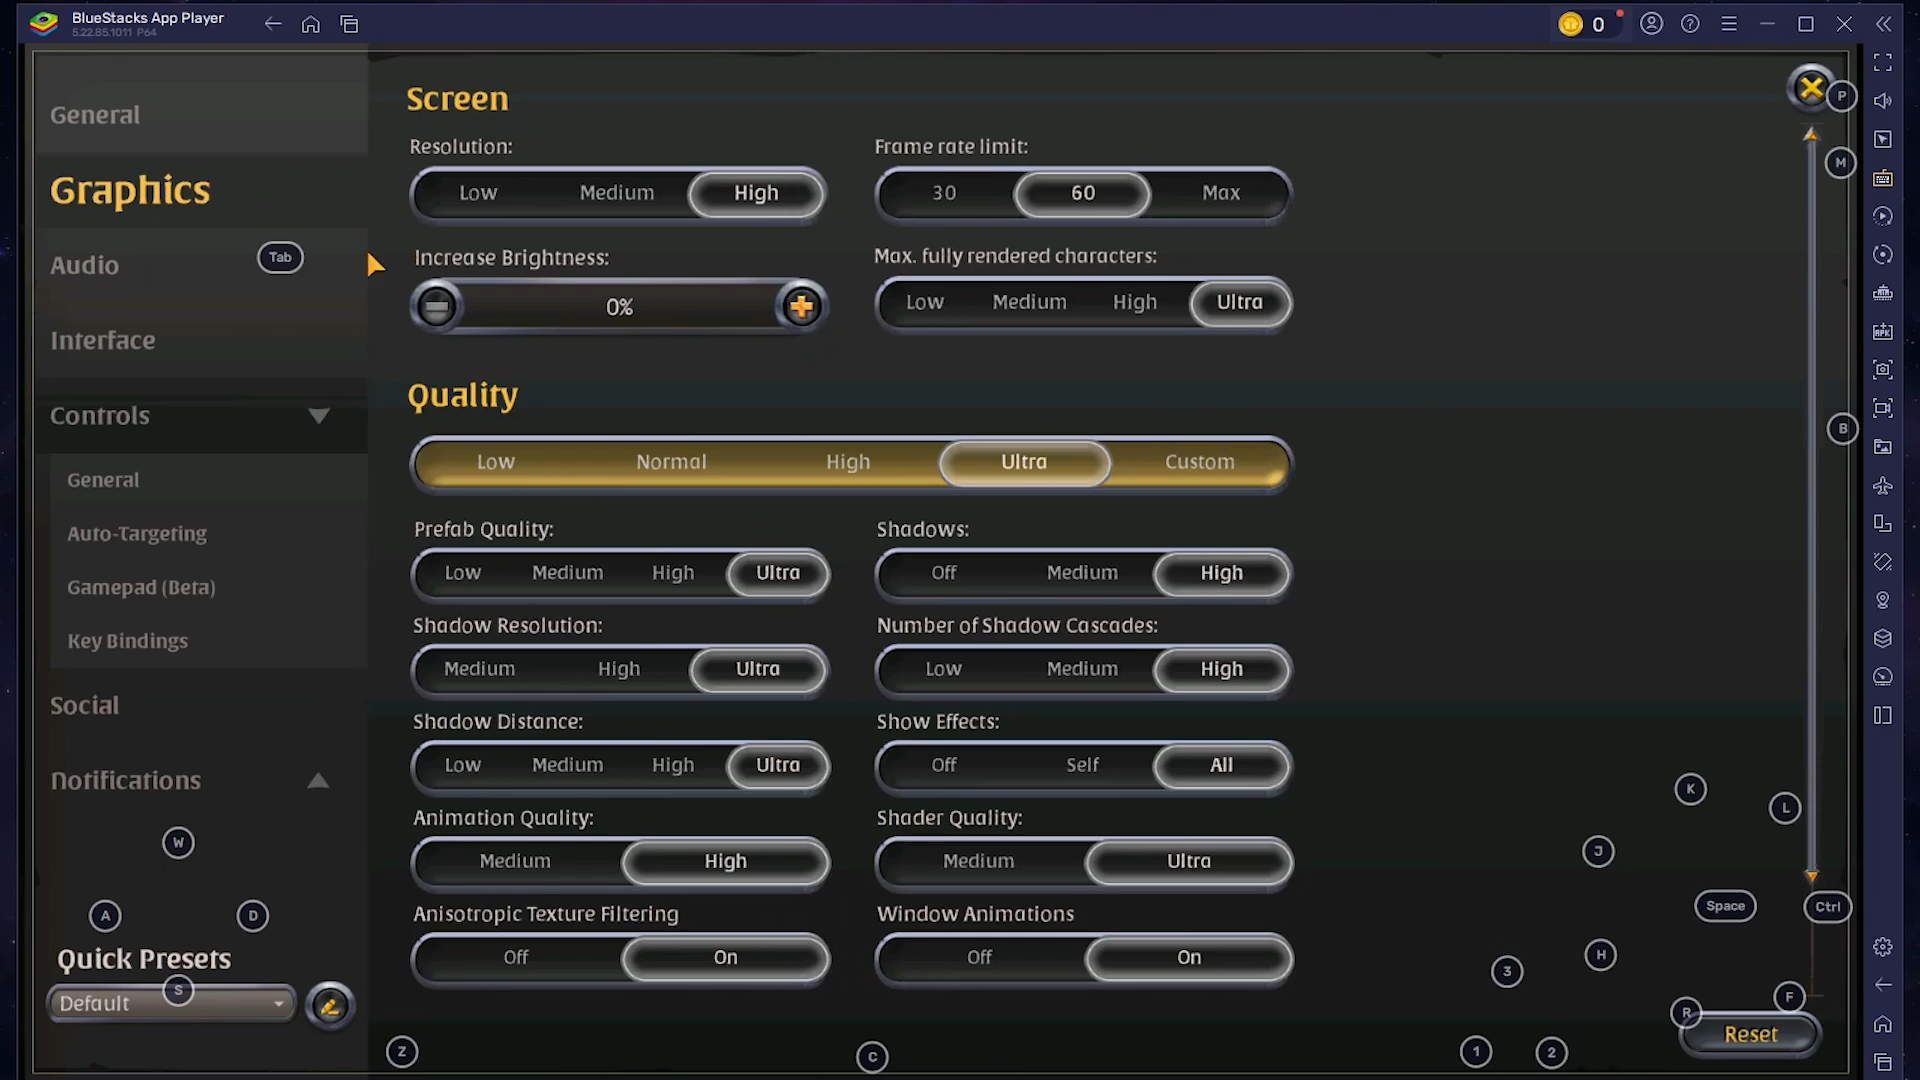 BlueStacks App Player
5.22.85.1011 P64
0
General
Graphics
Audio
Tab
Interface
Controls
General
Auto-Targeting
Gamepad (Beta)
Key Bindings
Social
Notifications
W
A
D
Quick Presets
S
Default
Screen
Resolution:
Low Medium High
Frame rate limit:
30 60 Max
Increase Brightness:
0%
Max. fully rendered characters:
Low Medium High Ultra
Quality
Low Normal High Ultra Custom
Prefab Quality:
Low Medium High Ultra
Shadows:
Off Medium High
Shadow Resolution:
Medium High Ultra
Number of Shadow Cascades:
Low Medium High
Shadow Distance:
Low Medium High Ultra
Show Effects:
Off Self All
Animation Quality:
Medium High
Shader Quality:
Medium Ultra
Anisotropic Texture Filtering
Off On
Window Animations
Off On
Z
C
P
M
B
K
L
J
Space
Ctrl
H
3
F
R
Reset
1
2
APK